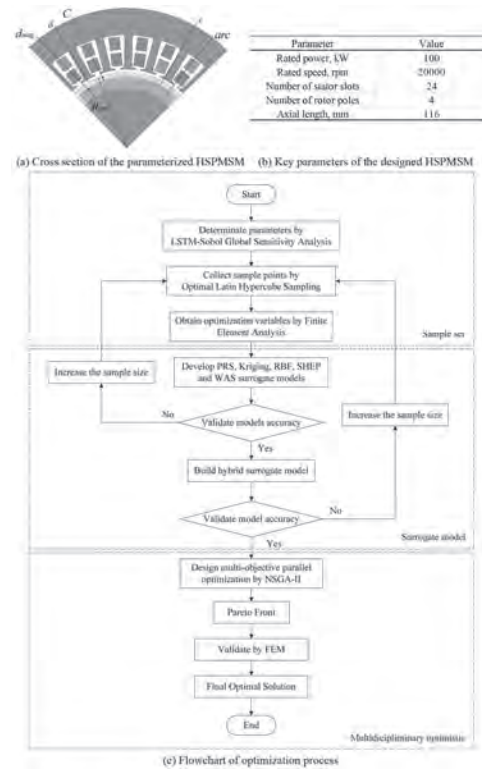 C
δ
arc
Parameter Value
Rated power, kW 100
Rated speed, rpm 20000
Number of stator slots 24
Number of rotor poles 4
Axial length, mm 116
(a) Cross section of the parameterized HSPMSM (b) Key parameters of the designed HSPMSM
Start
Determinate parameters by
LSTM-Sobol Global Sensitivity Analysis
Collect sample points by
Optimal Latin Hypercube Sampling
Obtain optimization variables by Finite
Element Analysis
Sample set
Develop PRS, Kriging, RBF, SHEP
and WAS surrogate models
Increase the sample size
Increase the sample size
No
Validate models accuracy
Yes
Build hybrid surrogate model
No
Validate model accuracy
Surrogate model
Yes
Design multi-objective parallel
optimization by NSGA-II
Pareto Front
Validate by FEM
Final Optimal Solution
End
Multidisciplinary
(c) Flowchart of optimization process